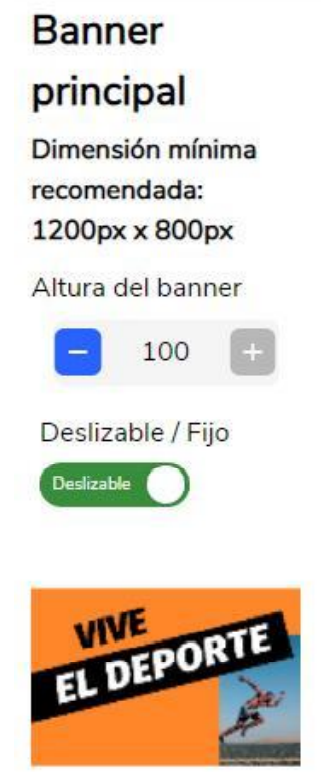 Banner
principal
Dimensión mínima
recomendada:
1200px x 800px
Altura del banner
− 100 +
Deslizable / Fijo
Deslizable
VIVE
EL DEPORTE